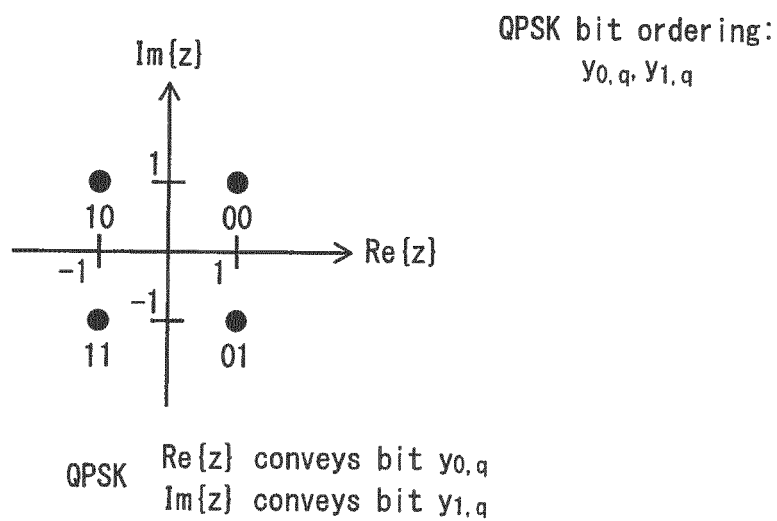 QPSK bit ordering:
y0,q, y1,q
Im{z}
1
10
00
Re{z}
-1
1
-1
11
01
QPSK
Re{z} conveys bit y0,q
Im{z} conveys bit y1,q